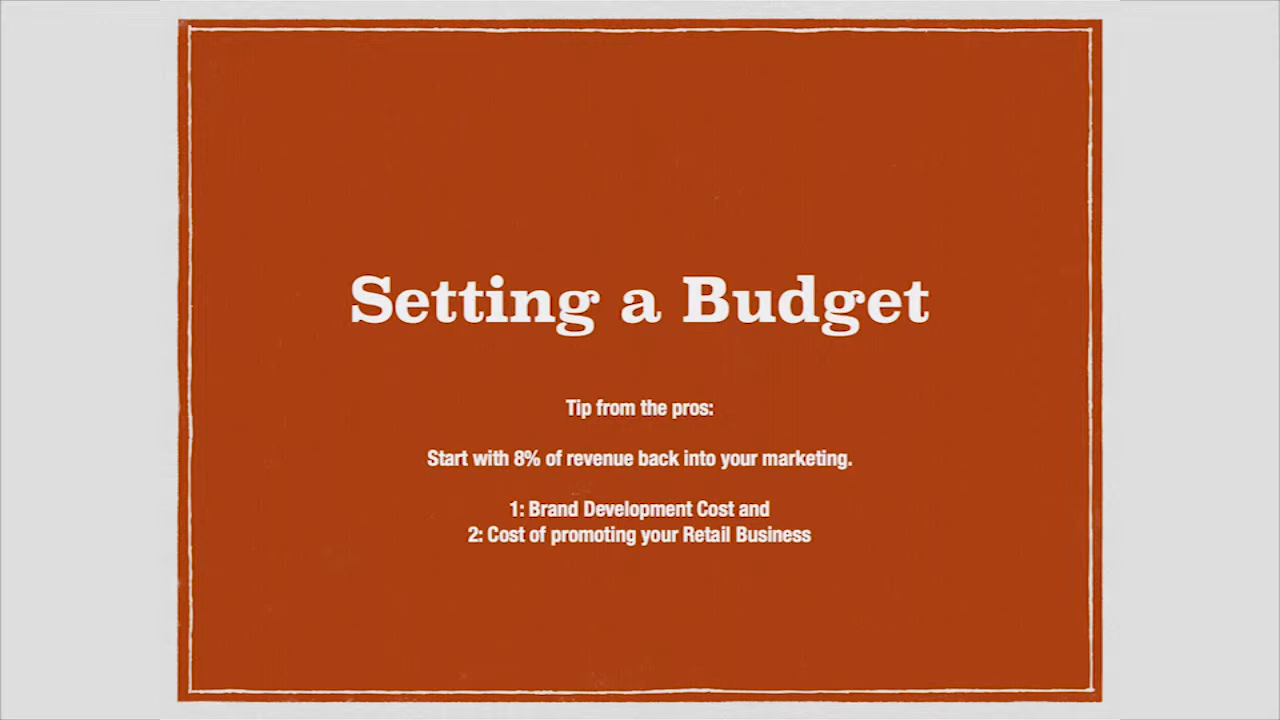 Setting a Budget
Tip from the pros:
Start with 8% of revenue back into your marketing.
1: Brand Development Cost and
2: Cost of promoting your Retail Business